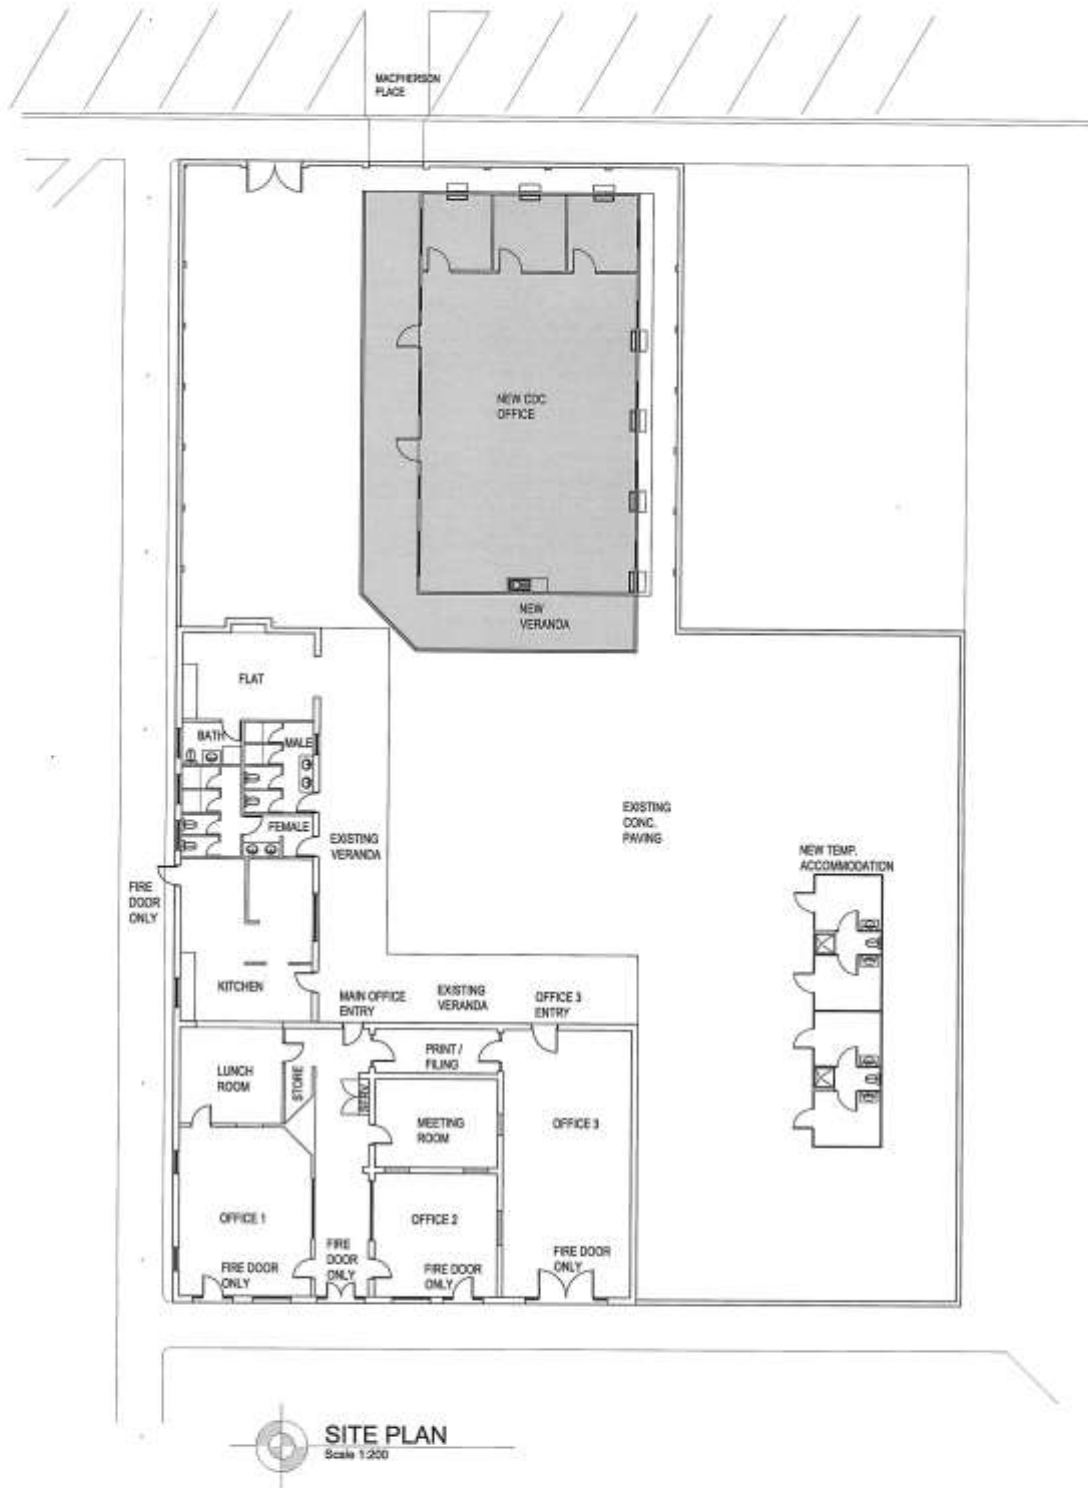 MACPHERSON
PLACE
NEW CDC
OFFICE
NEW
VERANDA
FLAT
BATH
MALE
FEMALE
EXISTING
VERANDA
EXISTING
CONC.
PAVING
NEW TEMP.
ACCOMMODATION
FIRE
DOOR
ONLY
KITCHEN
MAIN OFFICE
ENTRY
EXISTING
VERANDA
OFFICE 3
ENTRY
LUNCH
ROOM
STORE
PRINT /
FILING
SERV.
MEETING
ROOM
OFFICE 3
OFFICE 1
OFFICE 2
FIRE DOOR
ONLY
FIRE
DOOR
ONLY
FIRE DOOR
ONLY
FIRE DOOR
ONLY
SITE PLAN
Scale 1:200